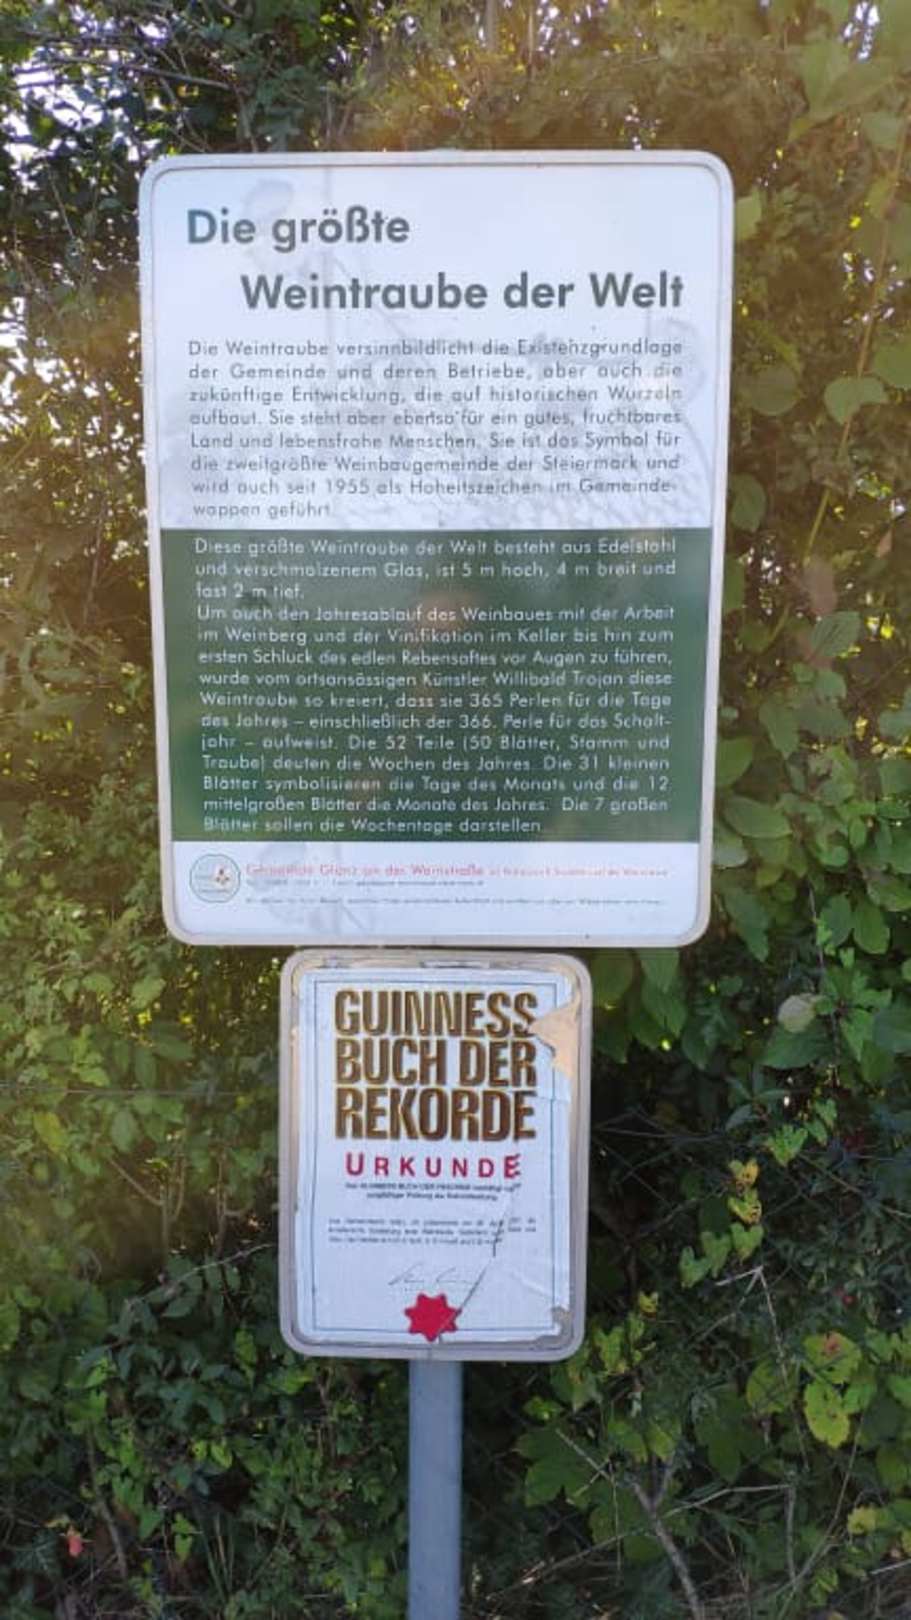 Die größte
Weintraube der Welt
Die Weintraube versinnbildlicht die Existenzgrundlage
der Gemeinde und deren Betriebe, aber auch die
zukünftige Entwicklung, die auf historischen Wurzeln
aufbaut. Sie steht aber ebenso für ein gutes, fruchtbares
Land und lebensfrohe Menschen. Sie ist das Symbol für
die zweitgrößte Weinbaugemeinde der Steiermark und
wird auch seit 1955 als Hoheitszeichen im Gemeinde-
wappen geführt.
Diese größte Weintraube der Welt besteht aus Edelstahl
und verschmolzenem Glas, ist 5 m hoch, 4 m breit und
fast 2 m tief.
Um auch den Jahresablauf des Weinbaues mit der Arbeit
im Weinberg und der Vinifikation im Keller bis hin zum
ersten Schluck des edlen Rebensaftes vor Augen zu führen,
wurde vom ortsansässigen Künstler Willibald Trojan diese
Weintraube so kreiert, dass sie 365 Perlen für die Tage
des Jahres – einschließlich der 366. Perle für das Schalt-
jahr – aufweist. Die 52 Teile (50 Blätter, Stamm und
Traube) deuten die Wochen des Jahres. Die 31 kleinen
Blätter symbolisieren die Tage des Monats und die 12
mittelgroßen Blätter die Monate des Jahres. Die 7 großen
Blätter sollen die Wochentage darstellen.
Gemeinde Glanz an der Weinstraße
GUINNESS
BUCH DER
REKORDE
URKUNDE